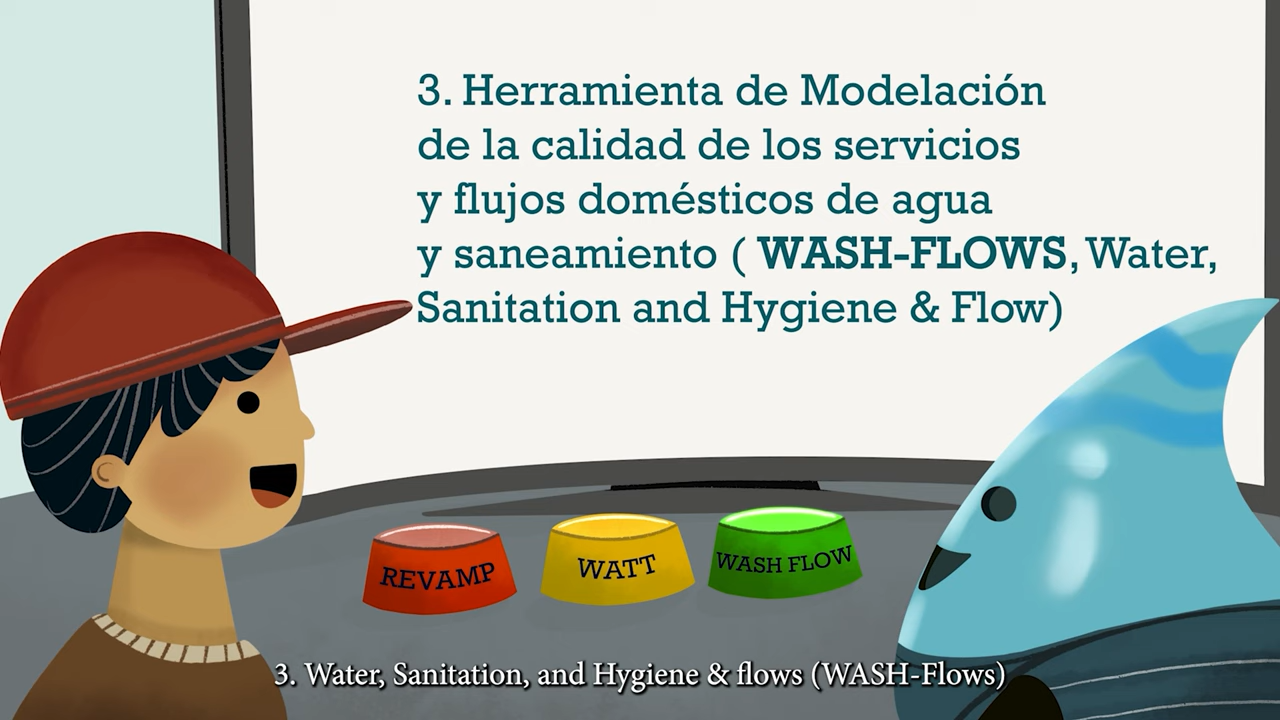 3. Herramienta de Modelación
de la calidad de los servicios
y flujos domésticos de agua
y saneamiento ( WASH-FLOWS, Water,
Sanitation and Hygiene & Flow)
REVAMP
WATT
WASH FLOW
3. Water, Sanitation, and Hygiene & flows (WASH-Flows)